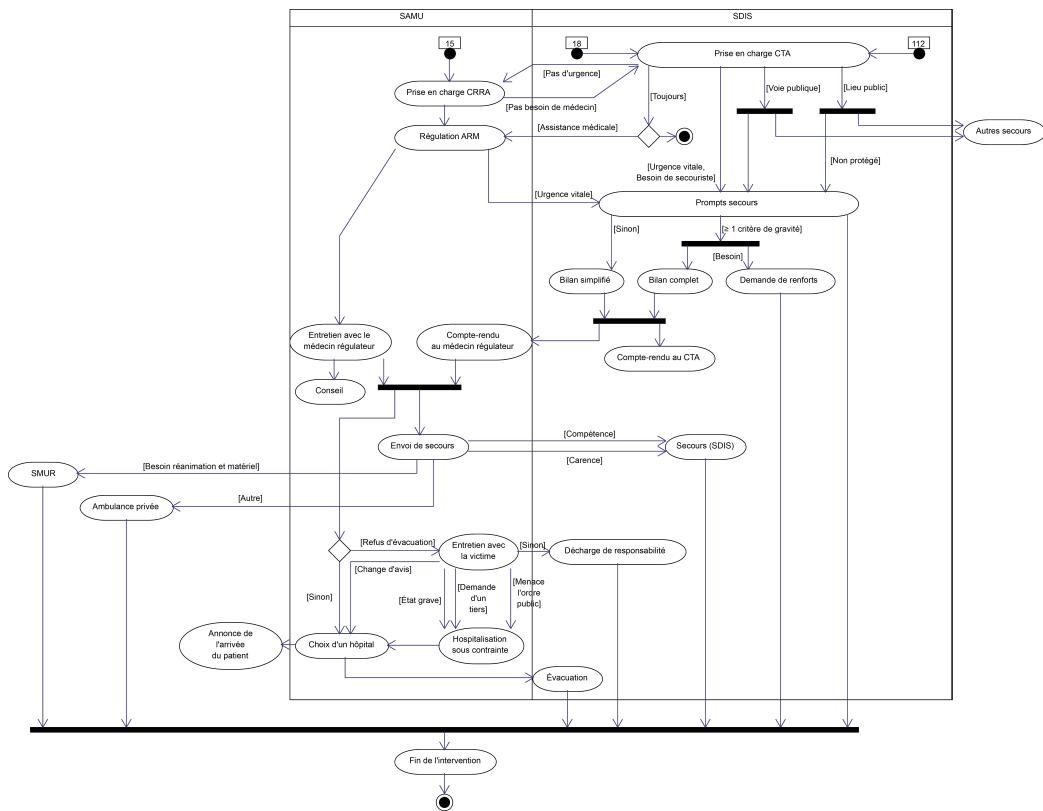 SAMU
SDIS
15
18
112
Prise en charge CTA
[Pas d'urgence]
Prise en charge CRRA
[Voie publique]
[Lieu public]
[Toujours]
[Pas besoin de médecin]
Régulation ARM
[Assistance médicale]
Autres secours
[Non protégé]
[Urgence vitale,
Besoin de secouriste]
[Urgence vitale]
Prompts secours
[Sinon]
[≥ 1 critère de gravité]
[Besoin]
Bilan simplifié
Bilan complet
Demande de renforts
Entretien avec le
médecin régulateur
Compte-rendu
au médecin régulateur
Compte-rendu au CTA
Conseil
[Compétence]
Envoi de secours
Secours (SDIS)
[Carence]
[Besoin réanimation et matériel]
SMUR
[Autre]
Ambulance privée
[Refus d'évacuation]
Entretien avec
la victime
[Sinon]
Décharge de responsabilité
[Change d'avis]
[Sinon]
[État grave]
[Demande
d'un
tiers]
[Menace
l'ordre
public]
Annonce de
l'arrivée
du patient
Choix d'un hôpital
Hospitalisation
sous contrainte
Évacuation
Fin de l'intervention